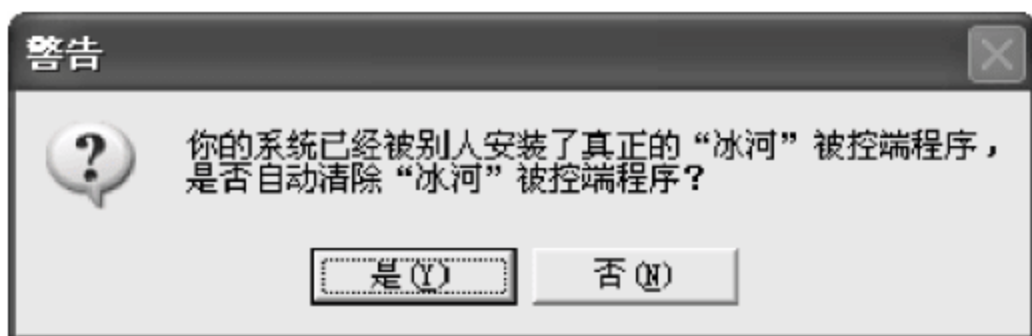 警告
你的系统已经被别人安装了真正的“冰河”被控端程序，
是否自动清除“冰河”被控端程序？
是(Y)
否(N)